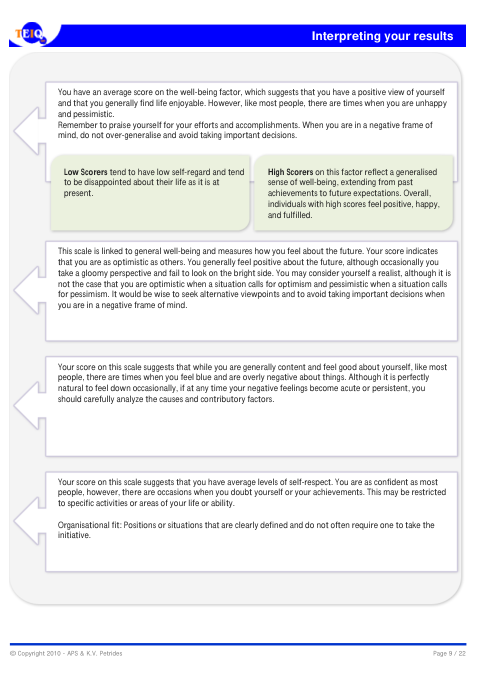 TEIQ
Interpreting your results
You have an average score on the well-being factor, which suggests that you have a positive view of yourself
and that you generally find life enjoyable. However, like most people, there are times when you are unhappy
and pessimistic.
Remember to praise yourself for your efforts and accomplishments. When you are in a negative frame of
mind, do not over-generalise and avoid taking important decisions.
Low Scorers tend to have low self-regard and tend
to be disappointed about their life as it is at
present.
High Scorers on this factor reflect a generalised
sense of well-being, extending from past
achievements to future expectations. Overall,
individuals with high scores feel positive, happy,
and fulfilled.
This scale is linked to general well-being and measures how you feel about the future. Your score indicates
that you are as optimistic as others. You generally feel positive about the future, although occasionally you
take a gloomy perspective and fail to look on the bright side. You may consider yourself a realist, although it is
not the case that you are optimistic when a situation calls for optimism and pessimistic when a situation calls
for pessimism. It would be wise to seek alternative viewpoints and to avoid taking important decisions when
you are in a negative frame of mind.
Your score on this scale suggests that while you are generally content and feel good about yourself, like most
people, there are times when you feel blue and are overly negative about things. Although it is perfectly
natural to feel down occasionally, if at any time your negative feelings become acute or persistent, you
should carefully analyze the causes and contributory factors.
Your score on this scale suggests that you have average levels of self-respect. You are as confident as most
people, however, there are occasions when you doubt yourself or your achievements. This may be restricted
to specific activities or areas of your life or ability.
Organisational fit: Positions or situations that are clearly defined and do not often require one to take the
initiative.
© Copyright 2010 - APS & K.V. Petrides
Page 9 / 22